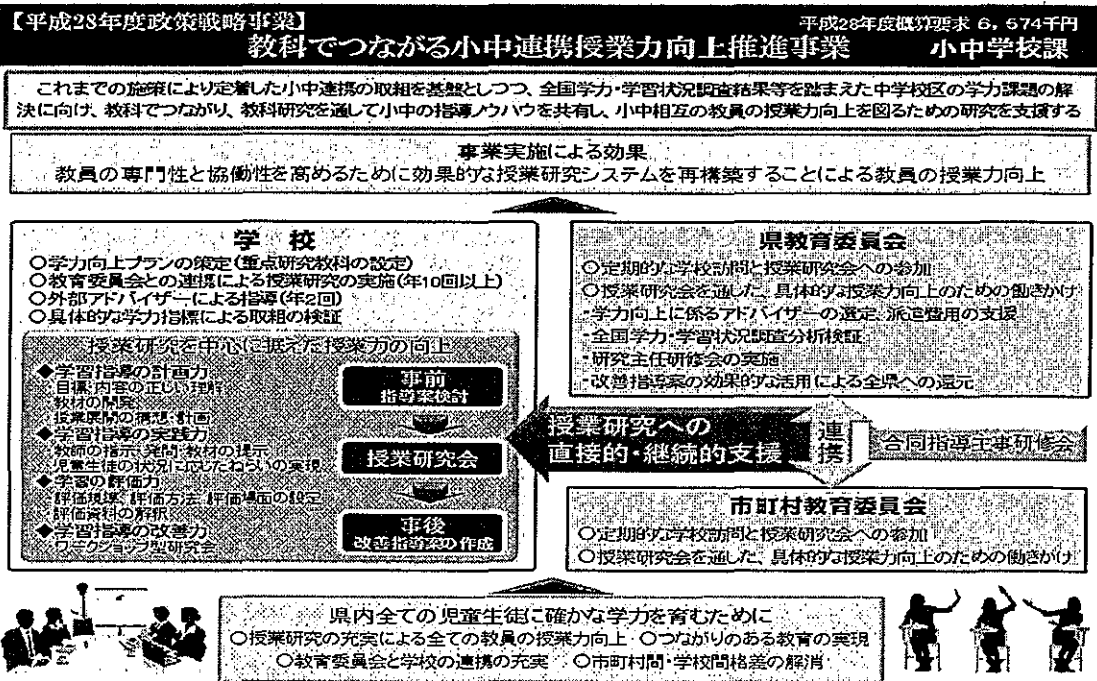 【平成28年度政策戦略事業】
平成28年度概算要求 6,574千円
教科でつながる小中連携授業力向上推進事業 小中学校課
これまでの施策により定着した小中連携の取組を基盤としつつ、全国学力・学習状況調査結果等を踏まえた中学校区の学力課題の解
決に向け、教科でつながり、教科研究を通して小中の指導ノウハウを共有し、小中相互の教員の授業力向上を図るための研究を支援する
事業実施による効果
教員の専門性と協働性を高めるために効果的な授業研究システムを再構築することによる教員の授業力向上
学 校
○学力向上プランの策定(重点研究教科の設定)
○教育委員会との連携による授業研究の実施(年10回以上)
○外部アドバイザーによる指導(年2回)
○具体的な学力指標による取組の検証
授業研究を中心に据えた授業力の向上
◆学習指導の計画力
目標・内容の正しい理解
教材の開発
授業展開の構想・計画
◆学習指導の実践力
教師の指示・発問・教材の提示
児童生徒の状況に応じたねらいの実現
◆学習の評価力
評価規準、評価方法、評価場面の設定
評価資料の解釈
◆学習指導の改善力
ワークショップ型研究会
事前
指導案検討
授業研究会
事後
改善指導案の作成
県教育委員会
○定期的な学校訪問と授業研究会への参加
○授業研究会を通した、具体的な授業力向上のための働きかけ
・学力向上に係るアドバイザーの選定、派遣費用の支援
・全国学力・学習状況調査分析検証
・研究主任研修会の実施
・改善指導案の効果的な活用による全県への還元
授業研究への
直接的・継続的支援
連携
合同指導主事研修会
市町村教育委員会
○定期的な学校訪問と授業研究会への参加
○授業研究会を通した、具体的な授業力向上のための働きかけ
県内全ての児童生徒に確かな学力を育むために
○授業研究の充実による全ての教員の授業力向上 ○つながりのある教育の実現
○教育委員会と学校の連携の充実 ○市町村間・学校間格差の解消